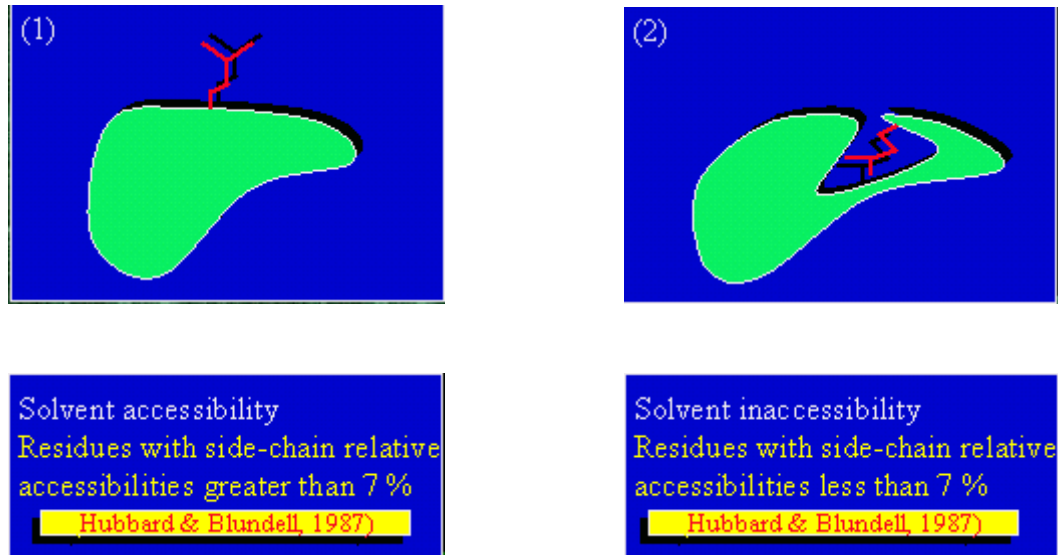 (1)
(2)
Solvent accessibility
Residues with side-chain relative
accessibilities greater than 7 %
Hubbard & Blundell, 1987)
Solvent inaccessibility
Residues with side-chain relative
accessibilities less than 7 %
Hubbard & Blundell, 1987)